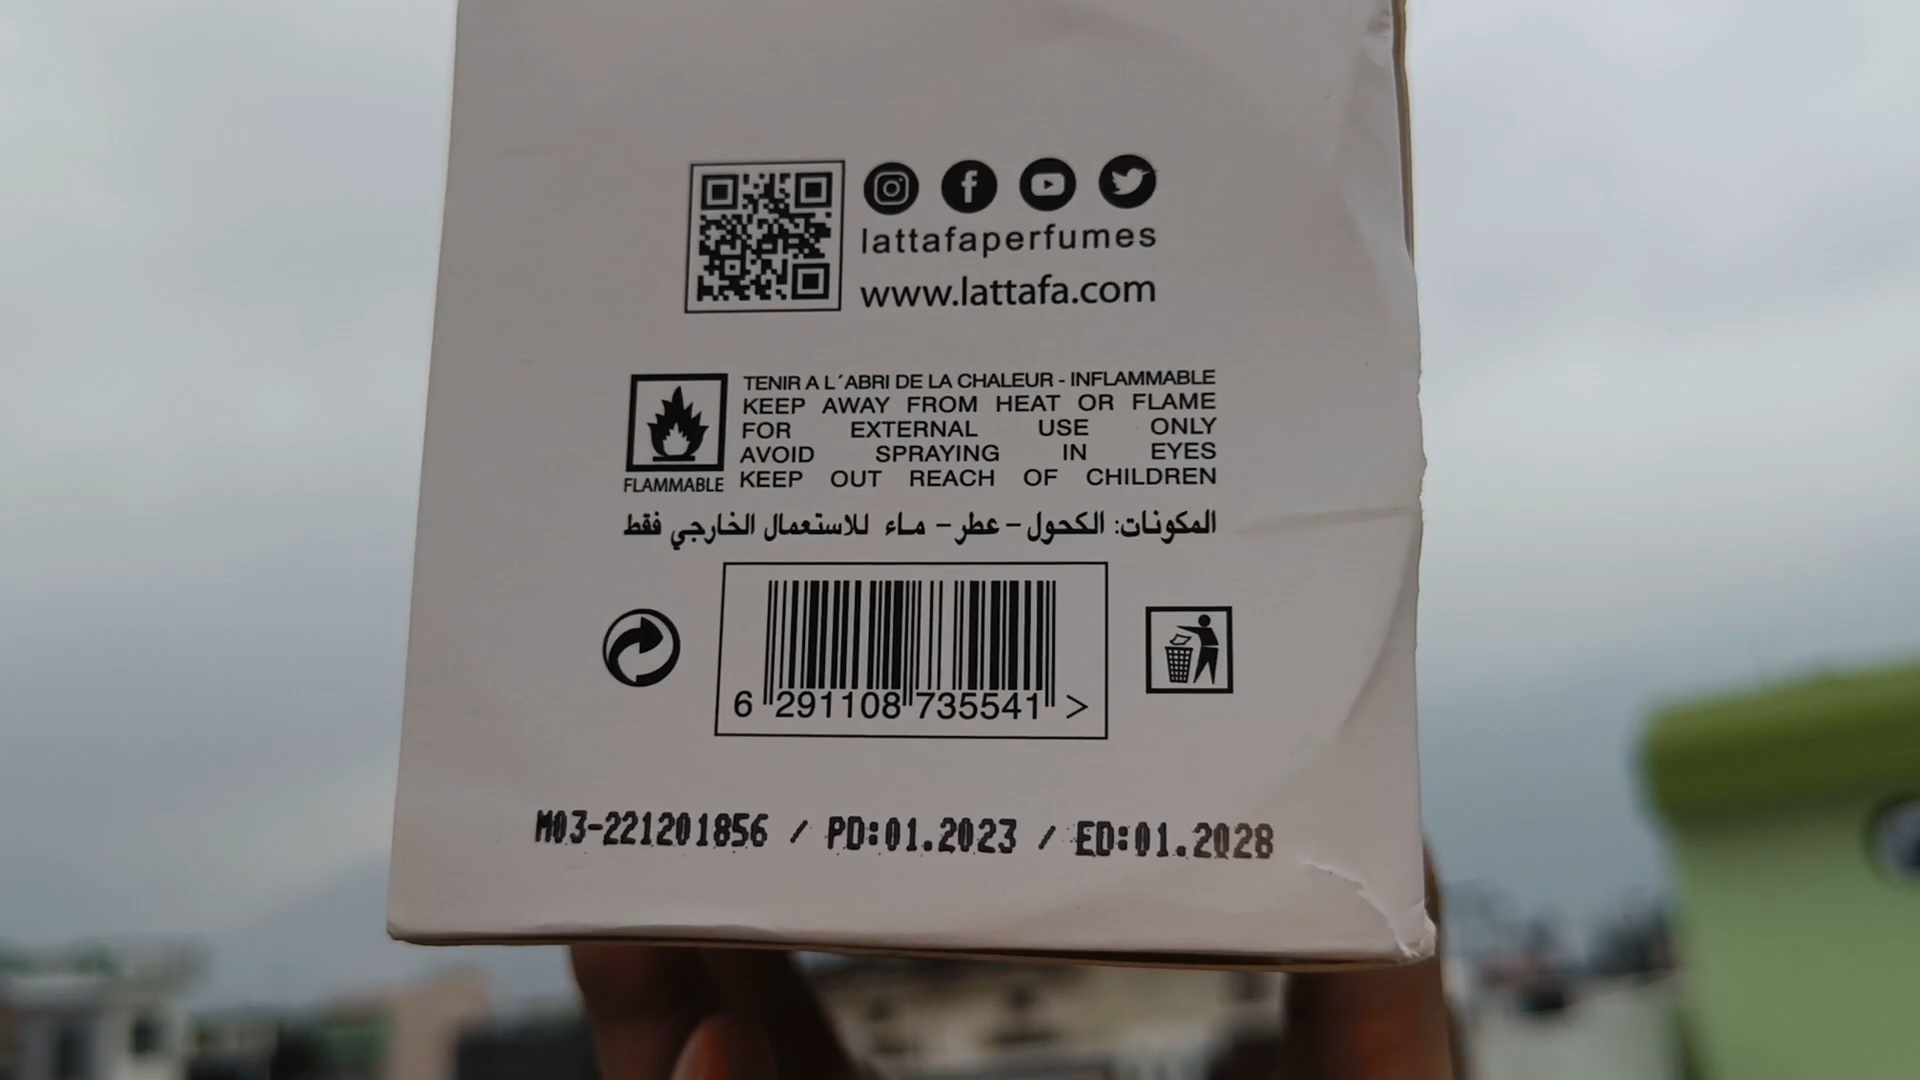 lattafaperfumes
www.lattafa.com
TENIR A L´ABRI DE LA CHALEUR - INFLAMMABLE
KEEP AWAY FROM HEAT OR FLAME
FOR EXTERNAL USE ONLY
AVOID SPRAYING IN EYES
KEEP OUT REACH OF CHILDREN
FLAMMABLE
المكونات: الكحول - عطر - ماء للاستعمال الخارجي فقط
6 291108 735541 >
M03-221201856 / PD:01.2023 / ED:01.2028